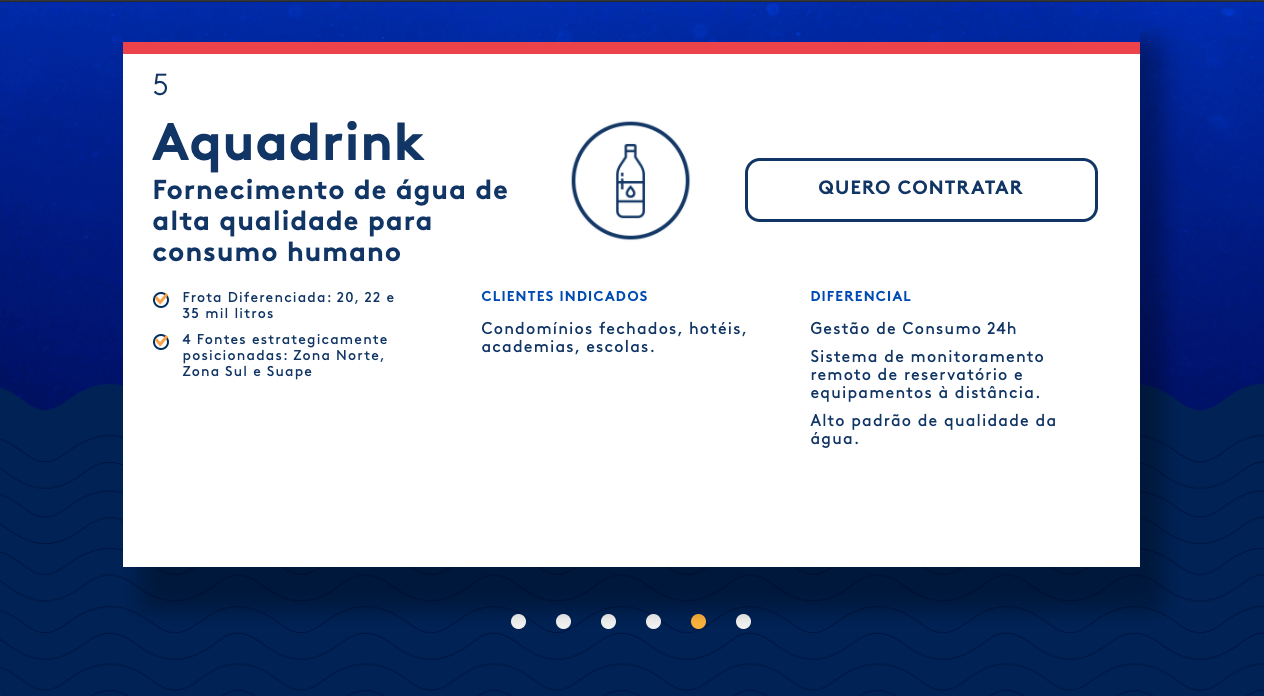 5
Aquadrink
Fornecimento de água de
alta qualidade para
consumo humano
QUERO CONTRATAR
Frota Diferenciada: 20, 22 e
35 mil litros
4 Fontes estrategicamente
posicionadas: Zona Norte,
Zona Sul e Suape
CLIENTES INDICADOS
Condomínios fechados, hotéis,
academias, escolas.
DIFERENCIAL
Gestão de Consumo 24h
Sistema de monitoramento
remoto de reservatório e
equipamentos à distância.
Alto padrão de qualidade da
água.